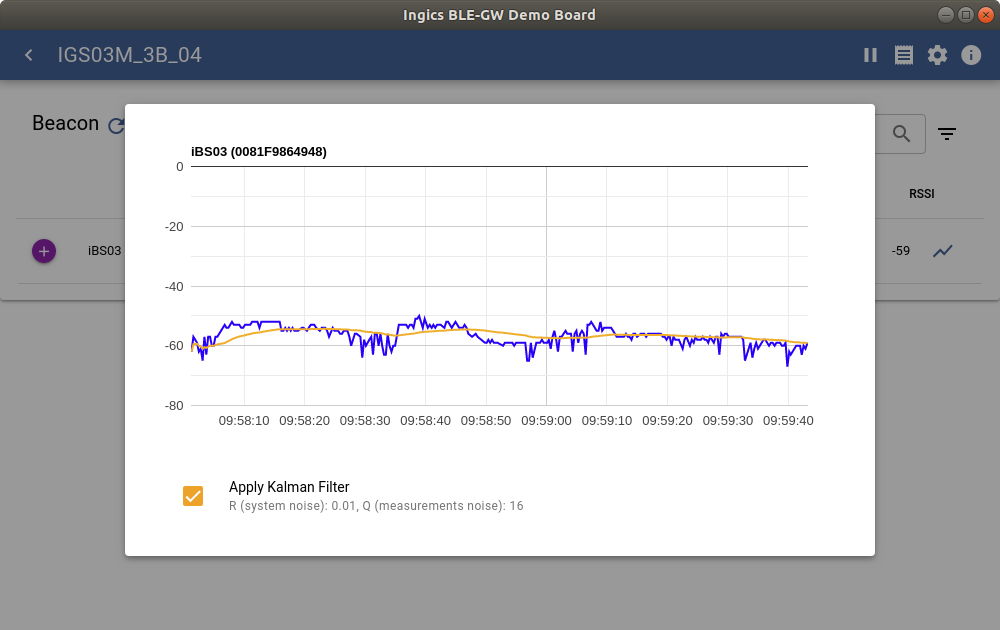 Ingics BLE-GW Demo Board
IGS03M_3B_04
Beacon
RSSI
iBS03
-59
iBS03 (0081F9864948)
0
-20
-40
-60
-80
09:58:10 09:58:20 09:58:30 09:58:40 09:58:50 09:59:00 09:59:10 09:59:20 09:59:30 09:59:40
Apply Kalman Filter
R (system noise): 0.01, Q (measurements noise): 16